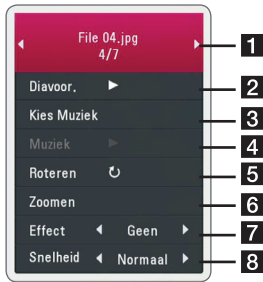 File 04.jpg
4/7
1
Diavoor. ▶ 2
Kies Muziek 3
Muziek ▶ 4
Roteren ↻ 5
Zoomen 6
Effect ◀ Geen ▶ 7
Snelheid ◀ Normaal ▶ 8